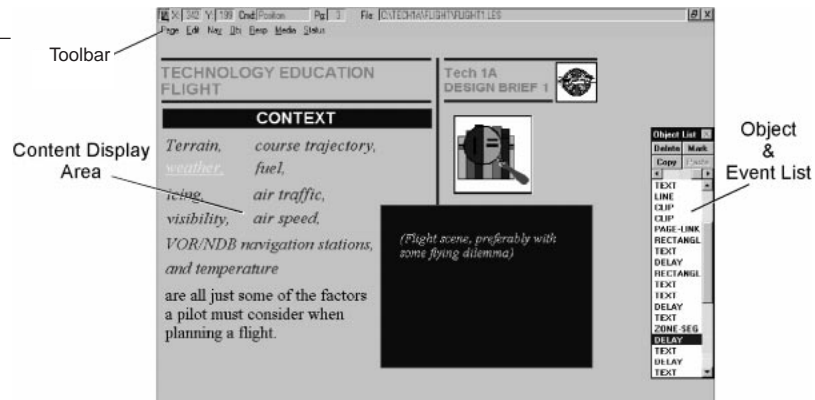 X: 342 Y: 199 Cmd: Position Pg: 3 File: C:\TECH1A\FLIGHT\FLIGHT1.LES
Page Edit Nav Obj Resp Media Status
Toolbar
TECHNOLOGY EDUCATION
FLIGHT
Tech 1A
DESIGN BRIEF 1
CONTEXT
Terrain, course trajectory,
weather, fuel,
icing, air traffic,
visibility, air speed,
VOR/NDB navigation stations,
and temperature
are all just some of the factors
a pilot must consider when
planning a flight.
Content Display
Area
(Flight scene, preferably with
some flying dilemma)
Object List
Delete Mark
Copy Paste
TEXT
LINE
CLIP
CLIP
PAGE-LINK
RECTANGL
TEXT
DELAY
RECTANGL
TEXT
TEXT
DELAY
TEXT
ZONE-SEG
DELAY
TEXT
DELAY
TEXT
Object
&
Event List